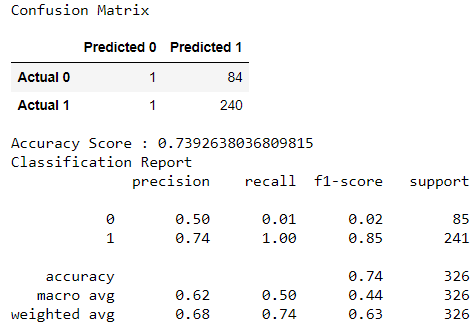 Confusion Matrix
Predicted 0 Predicted 1
Actual 0 1 84
Actual 1 1 240
Accuracy Score : 0.7392638036809815
Classification Report
precision recall f1-score support
0 0.50 0.01 0.02 85
1 0.74 1.00 0.85 241
accuracy 0.74 326
macro avg 0.62 0.50 0.44 326
weighted avg 0.68 0.74 0.63 326